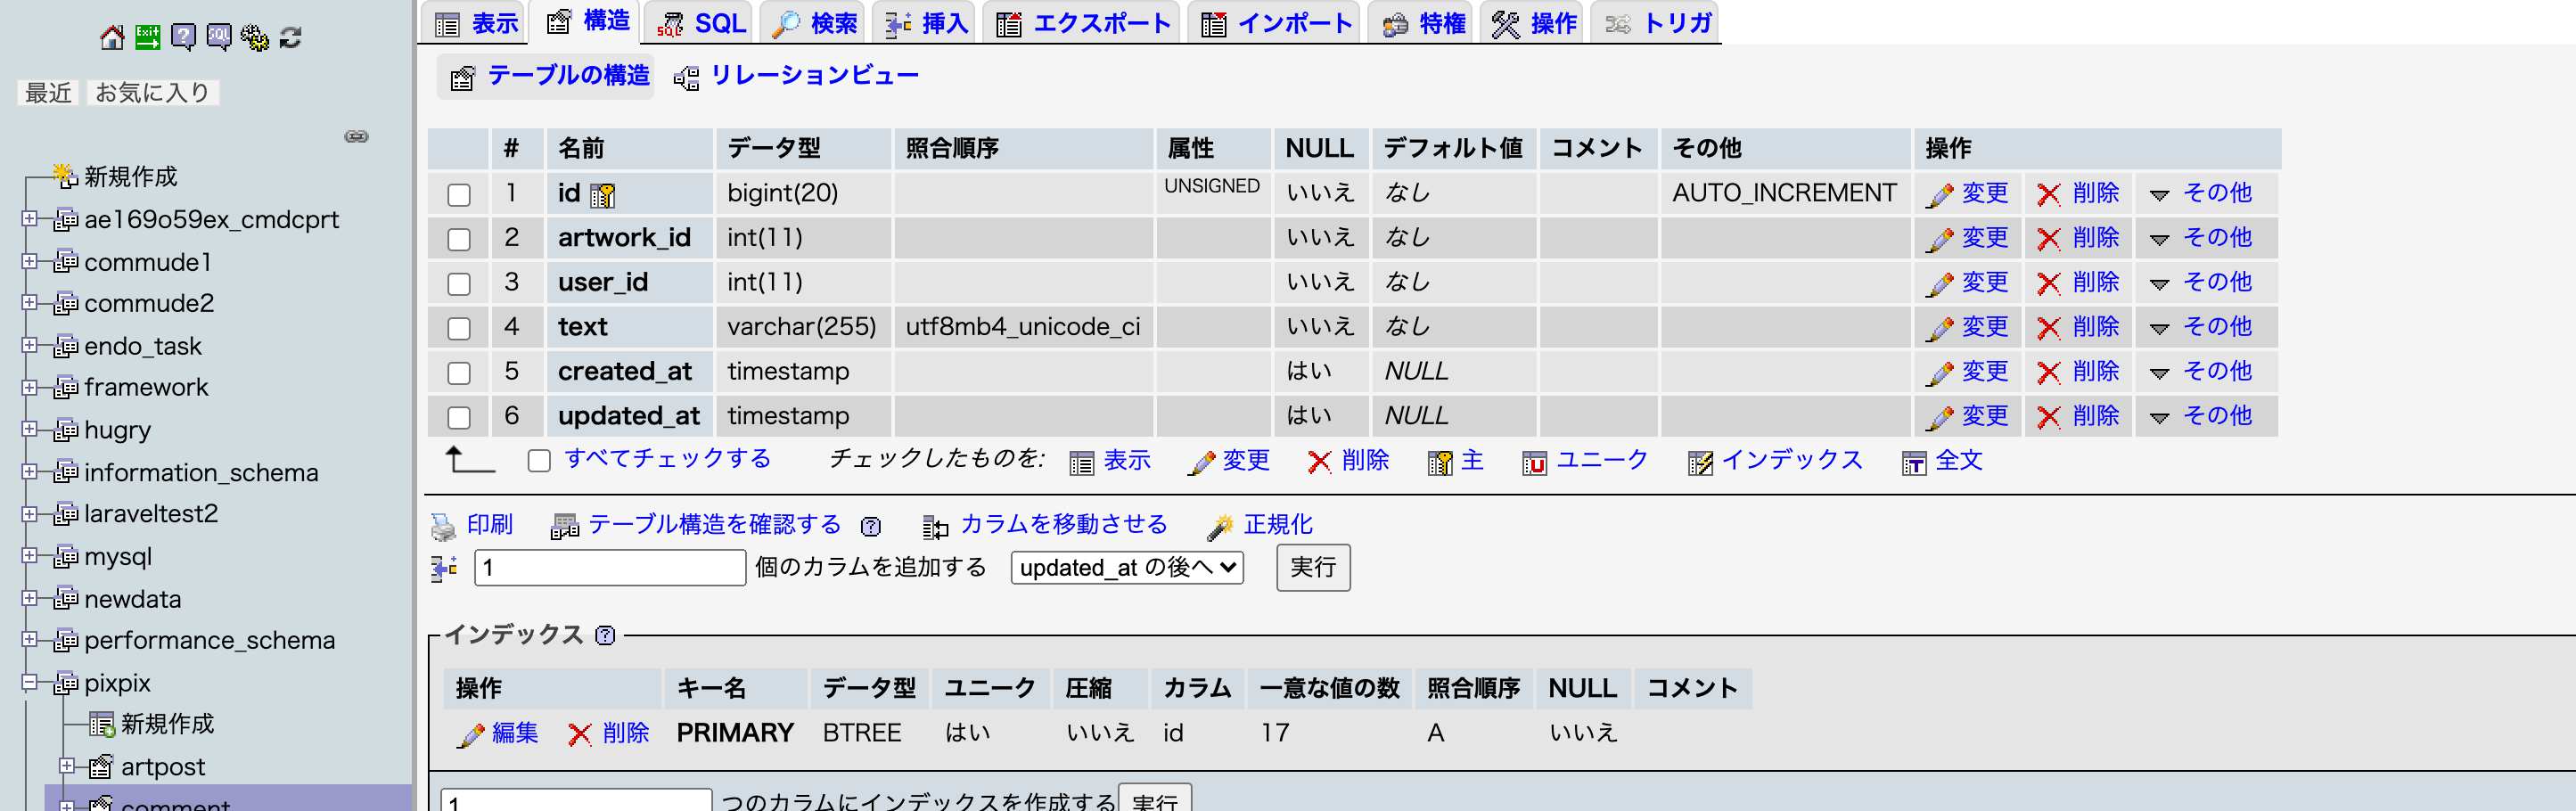 表示 構造 SQL 検索 挿入 エクスポート インポート 特権 操作 トリガ
テーブルの構造 リレーションビュー
Exit SQL
最近 お気に入り
新規作成
ae169o59ex_cmdcprt
commude1
commude2
endo_task
framework
hugry
information_schema
laraveltest2
mysql
newdata
performance_schema
pixpix
新規作成
artpost
comment
# 名前 データ型 照合順序 属性 NULL デフォルト値 コメント その他 操作
1 id bigint(20) UNSIGNED いいえ なし AUTO_INCREMENT 変更 削除 その他
2 artwork_id int(11) いいえ なし 変更 削除 その他
3 user_id int(11) いいえ なし 変更 削除 その他
4 text varchar(255) utf8mb4_unicode_ci いいえ なし 変更 削除 その他
5 created_at timestamp はい NULL 変更 削除 その他
6 updated_at timestamp はい NULL 変更 削除 その他
すべてチェックする チェックしたものを: 表示 変更 削除 主 ユニーク インデックス 全文
印刷 テーブル構造を確認する カラムを移動させる 正規化
1 個のカラムを追加する updated_at の後へ 実行
インデックス
操作 キー名 データ型 ユニーク 圧縮 カラム 一意な値の数 照合順序 NULL コメント
編集 削除 PRIMARY BTREE はい いいえ id 17 A いいえ
1 つのカラムにインデックスを作成する 実行